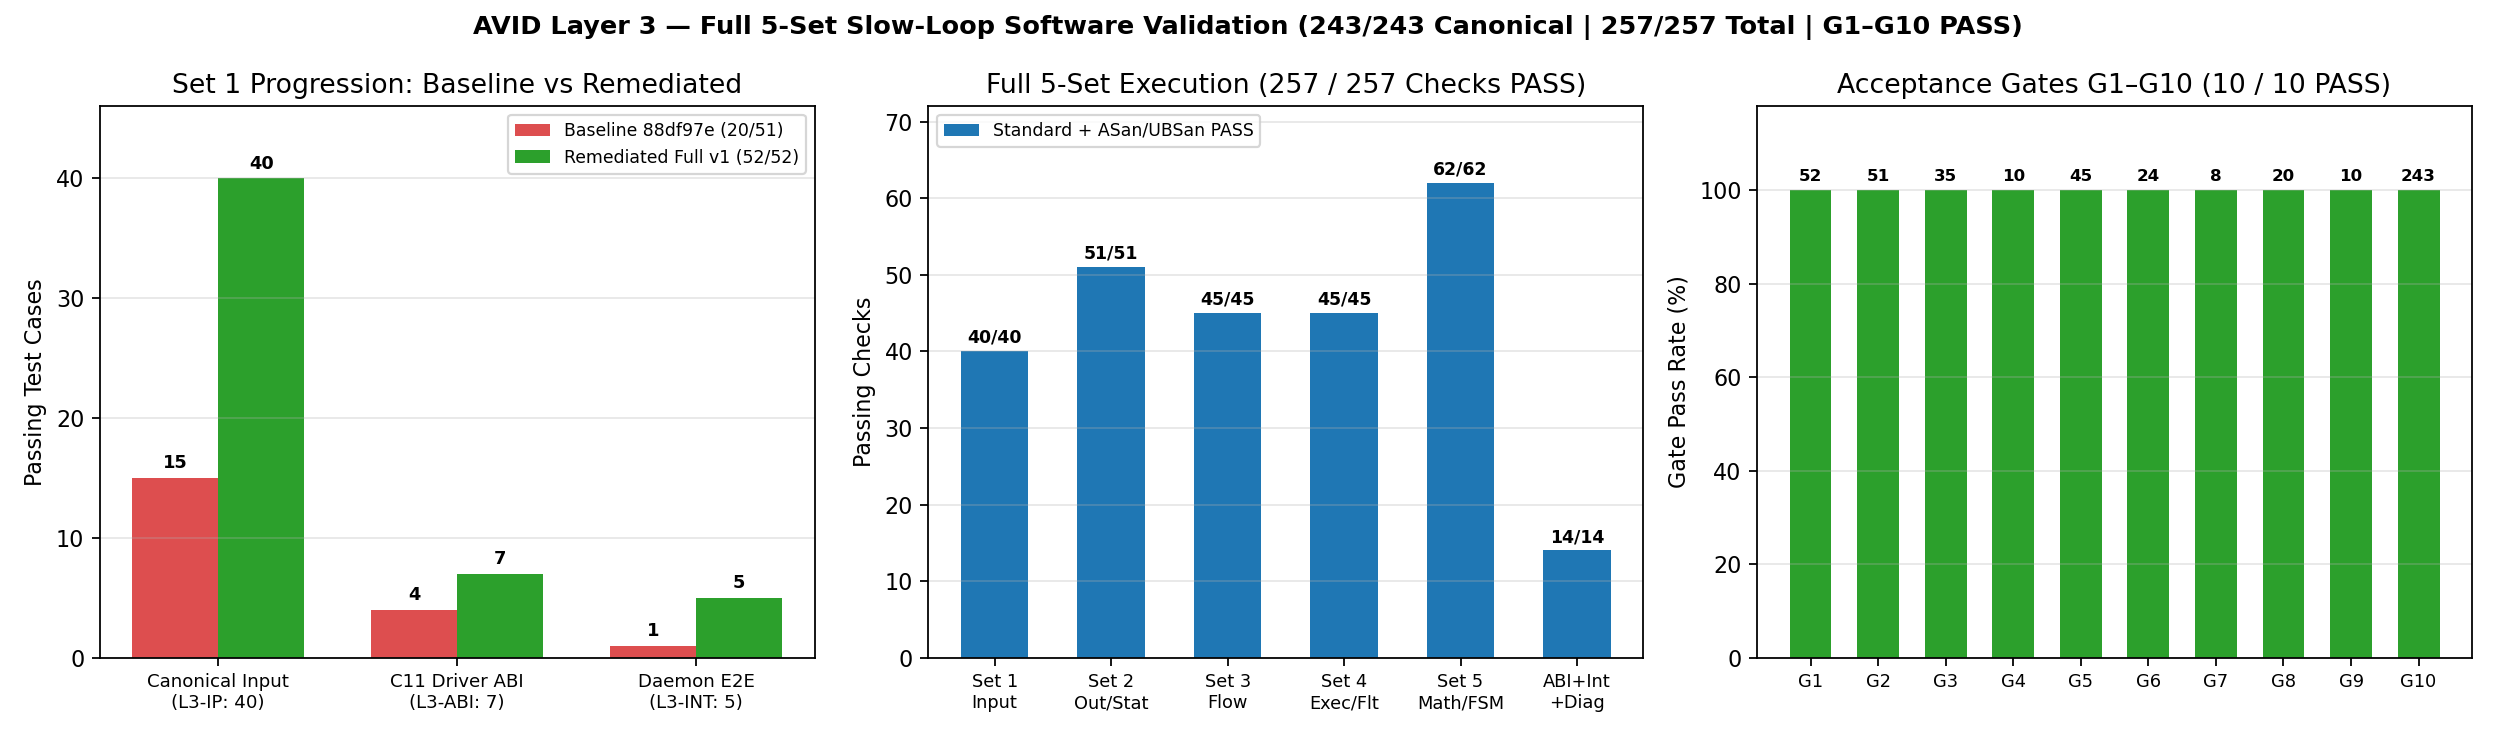 AVID Layer 3 — Full 5-Set Slow-Loop Software Validation (243/243 Canonical | 257/257 Total | G1–G10 PASS)
Set 1 Progression: Baseline vs Remediated
Baseline 88df97e (20/51)
Remediated Full v1 (52/52)
Passing Test Cases
40
30
20
10
0
15
40
4
7
1
5
Canonical Input
(L3-IP: 40)
C11 Driver ABI
(L3-ABI: 7)
Daemon E2E
(L3-INT: 5)
Full 5-Set Execution (257 / 257 Checks PASS)
Standard + ASan/UBSan PASS
Passing Checks
70
60
50
40
30
20
10
0
40/40
51/51
45/45
45/45
62/62
14/14
Set 1
Input
Set 2
Out/Stat
Set 3
Flow
Set 4
Exec/Flt
Set 5
Math/FSM
ABI+Int
+Diag
Acceptance Gates G1–G10 (10 / 10 PASS)
Gate Pass Rate (%)
100
80
60
40
20
0
52
51
35
10
45
24
8
20
10
243
G1
G2
G3
G4
G5
G6
G7
G8
G9
G10